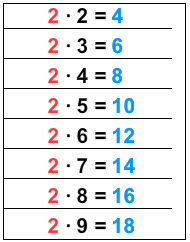 2 · 2 = 4
2 · 3 = 6
2 · 4 = 8
2 · 5 = 10
2 · 6 = 12
2 · 7 = 14
2 · 8 = 16
2 · 9 = 18